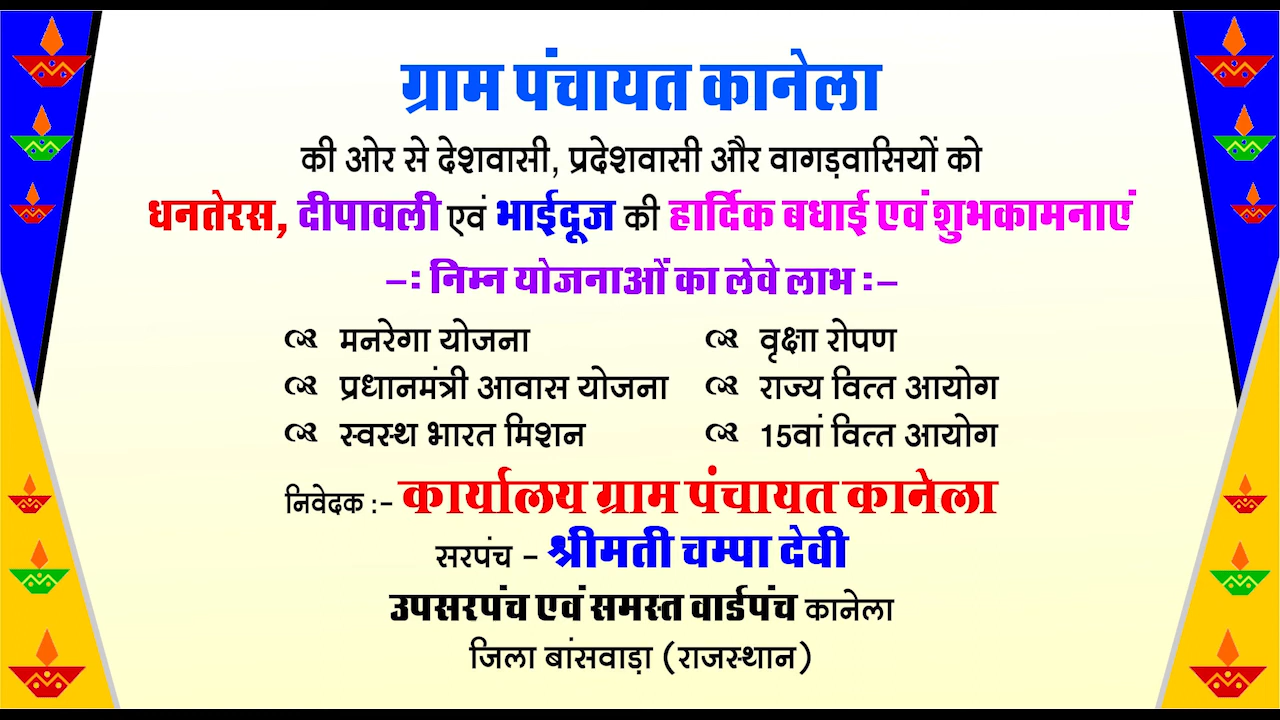 ग्राम पंचायत कानेला
की ओर से देशवासी, प्रदेशवासी और वागड़वासियों को
धनतेरस, दीपावली एवं भाईदूज की हार्दिक बधाई एवं शुभकामनाएं
–: निम्न योजनाओं का लेवे लाभ :–
मनरेगा योजना
वृक्षा रोपण
प्रधानमंत्री आवास योजना
राज्य वित्त आयोग
स्वस्थ भारत मिशन
15वां वित्त आयोग
निवेदक :- कार्यालय ग्राम पंचायत कानेला
सरपंच – श्रीमती चम्पा देवी
उपसरपंच एवं समस्त वार्डपंच कानेला
जिला बांसवाड़ा (राजस्थान)